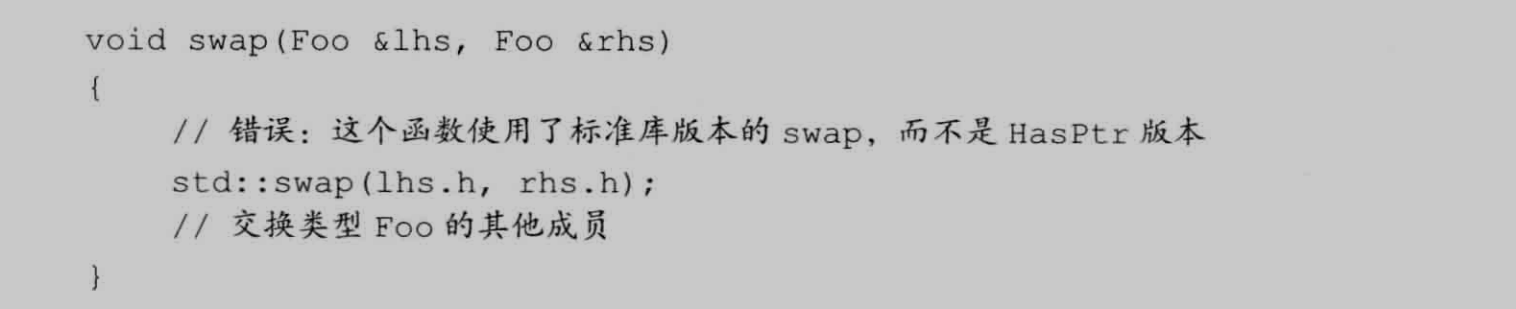 void swap(Foo &lhs, Foo &rhs)
{
// 错误：这个函数使用了标准库版本的 swap，而不是 HasPtr 版本
std::swap(lhs.h, rhs.h);
// 交换类型 Foo 的其他成员
}